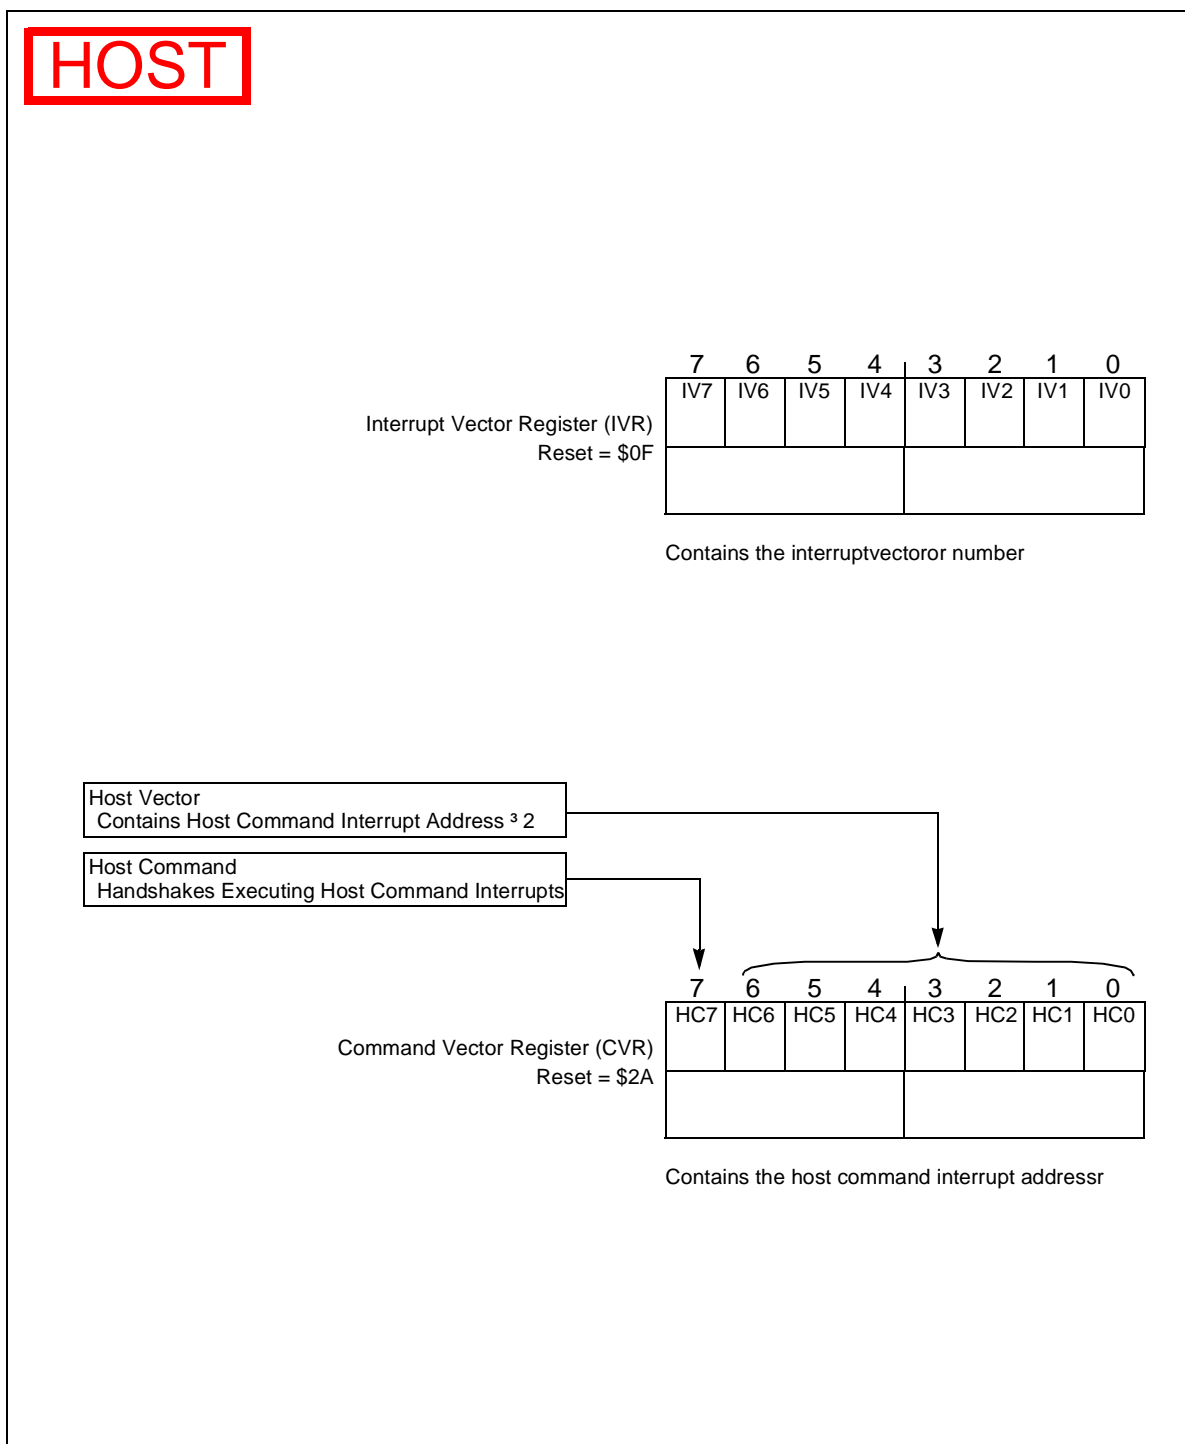 HOST
7 6 5 4 3 2 1 0
IV7 IV6 IV5 IV4 IV3 IV2 IV1 IV0
Interrupt Vector Register (IVR)
Reset = $0F
Contains the interruptvectoror number
Host Vector
Contains Host Command Interrupt Address ³ 2
Host Command
Handshakes Executing Host Command Interrupts
7 6 5 4 3 2 1 0
HC7 HC6 HC5 HC4 HC3 HC2 HC1 HC0
Command Vector Register (CVR)
Reset = $2A
Contains the host command interrupt addressr